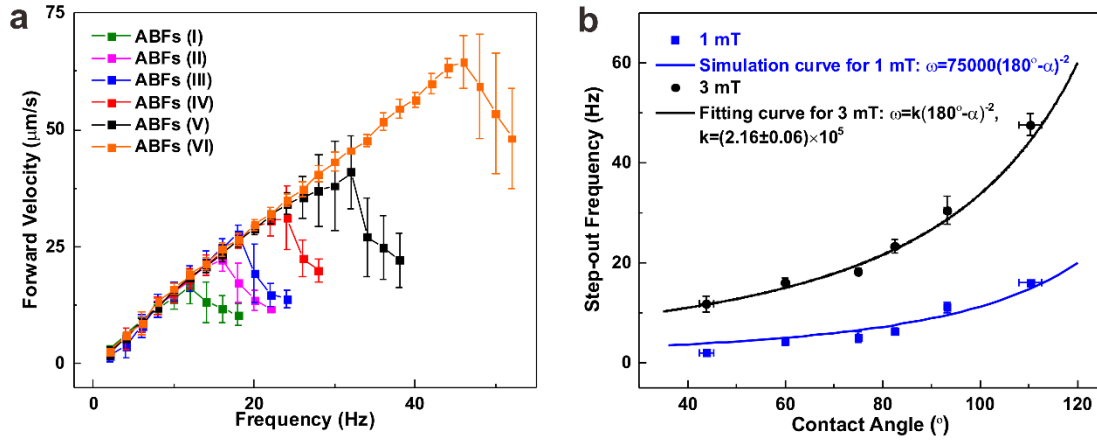 a
75
50
25
0
Forward Velocity (μm/s)
ABFs (I)
ABFs (II)
ABFs (III)
ABFs (IV)
ABFs (V)
ABFs (VI)
0 20 40
Frequency (Hz)
b
60
40
20
0
Step-out Frequency (Hz)
1 mT
Simulation curve for 1 mT: ω=75000(180°-α)⁻²
3 mT
Fitting curve for 3 mT: ω=k(180°-α)⁻²,
k=(2.16±0.06)×10⁵
40 60 80 100 120
Contact Angle (°)